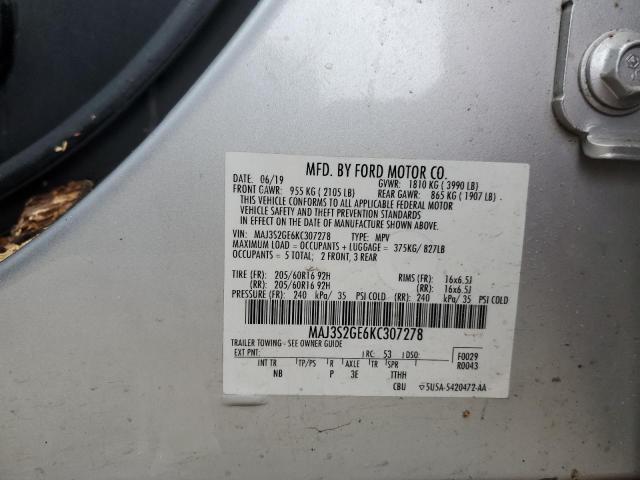 MFD. BY FORD MOTOR CO.
DATE: 06/19 GVWR: 1810 KG ( 3990 LB)
FRONT GAWR: 955 KG ( 2105 LB) REAR GAWR: 865 KG ( 1907 LB).
THIS VEHICLE CONFORMS TO ALL APPLICABLE FEDERAL MOTOR
VEHICLE SAFETY AND THEFT PREVENTION STANDARDS
IN EFFECT ON THE DATE OF MANUFACTURE SHOWN ABOVE.
VIN: MAJ3S2GE6KC307278 TYPE: MPV
MAXIMUM LOAD = OCCUPANTS + LUGGAGE = 375KG/ 827LB
OCCUPANTS = 5 TOTAL; 2 FRONT, 3 REAR
TIRE (FR): 205/60R16 92H RIMS (FR): 16x6.5J
(RR): 205/60R16 92H (RR): 16x6.5J
PRESSURE (FR): 240 kPa/ 35 PSI COLD (RR): 240 kPa/ 35 PSI COLD
MAJ3S2GE6KC307278
TRAILER TOWING - SEE OWNER GUIDE
EXT PNT: RC: 53 DSO: F0029
R0043
INT TR TP/PS R AXLE TR SPR
NB P 3E ITHH
CBU 5U5A-5420472-AA